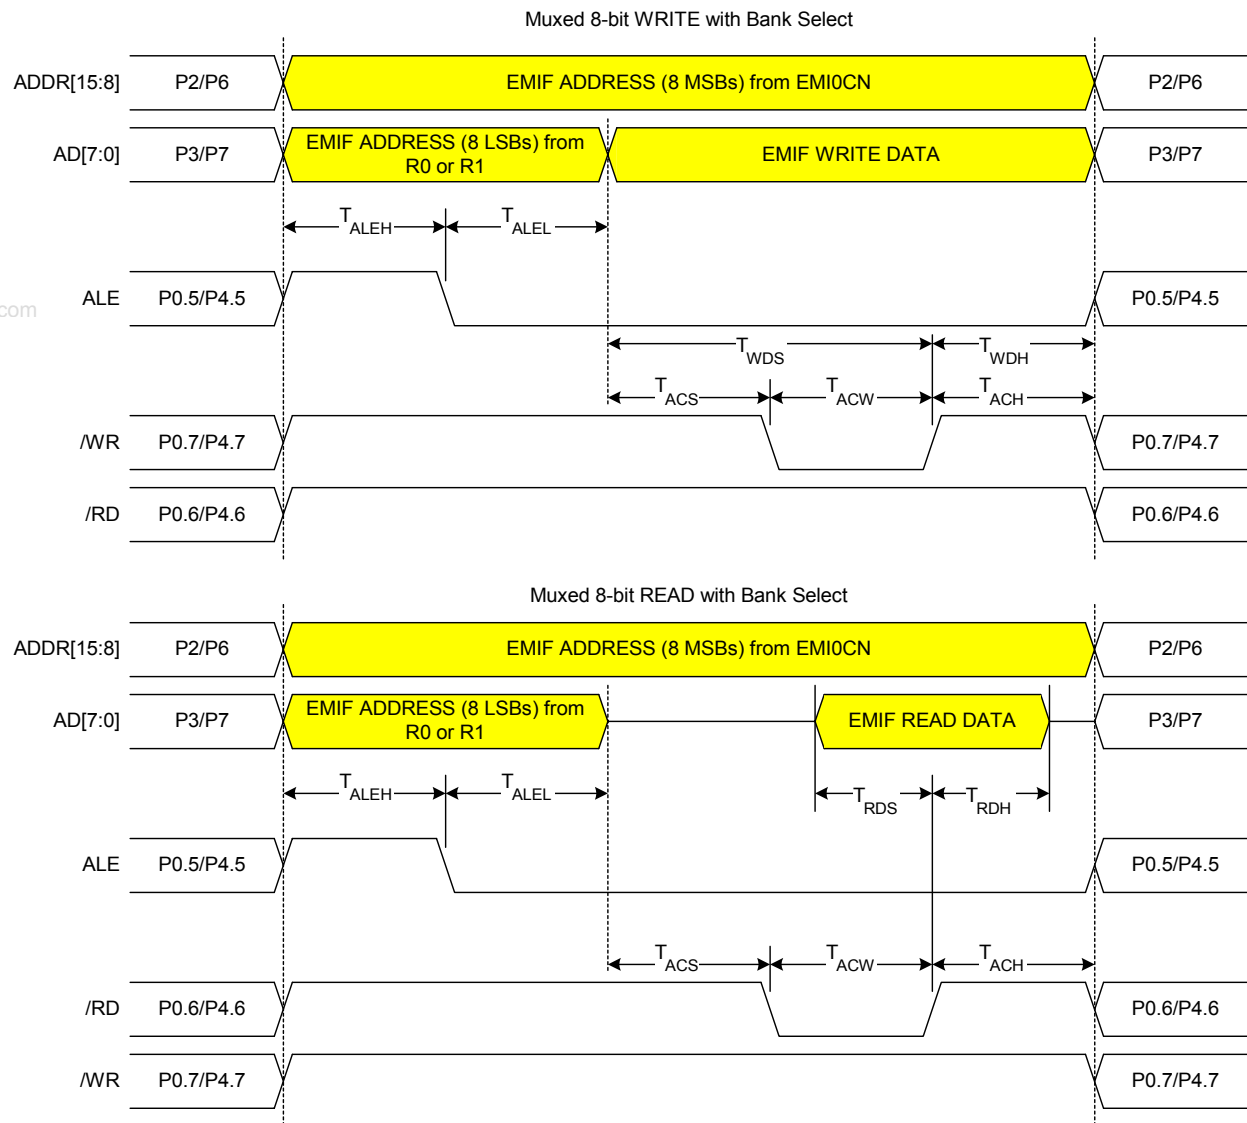 Muxed 8-bit WRITE with Bank Select
ADDR[15:8] P2/P6 EMIF ADDRESS (8 MSBs) from EMI0CN P2/P6
AD[7:0] P3/P7 EMIF ADDRESS (8 LSBs) from R0 or R1 EMIF WRITE DATA P3/P7
TALEH TALEL
ALE P0.5/P4.5 P0.5/P4.5
com
TWDS TWDH
TACS TACW TACH
/WR P0.7/P4.7 P0.7/P4.7
/RD P0.6/P4.6 P0.6/P4.6
Muxed 8-bit READ with Bank Select
ADDR[15:8] P2/P6 EMIF ADDRESS (8 MSBs) from EMI0CN P2/P6
AD[7:0] P3/P7 EMIF ADDRESS (8 LSBs) from R0 or R1 EMIF READ DATA P3/P7
TALEH TALEL TRDS TRDH
ALE P0.5/P4.5 P0.5/P4.5
TACS TACW TACH
/RD P0.6/P4.6 P0.6/P4.6
/WR P0.7/P4.7 P0.7/P4.7